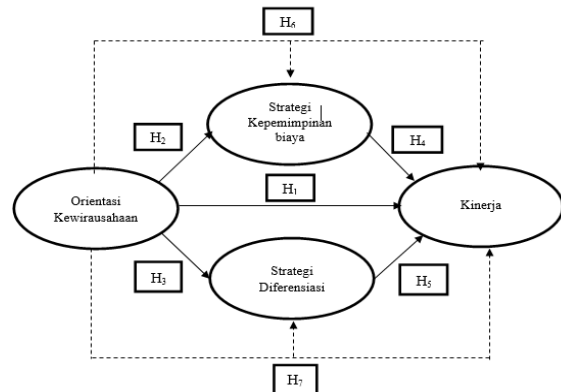 H₆
Strategi
Kepemimpinan
biaya
H₂
H₄
Orientasi
Kewirausahaan
H₁
Kinerja
H₃
Strategi
Diferensiasi
H₅
H₇